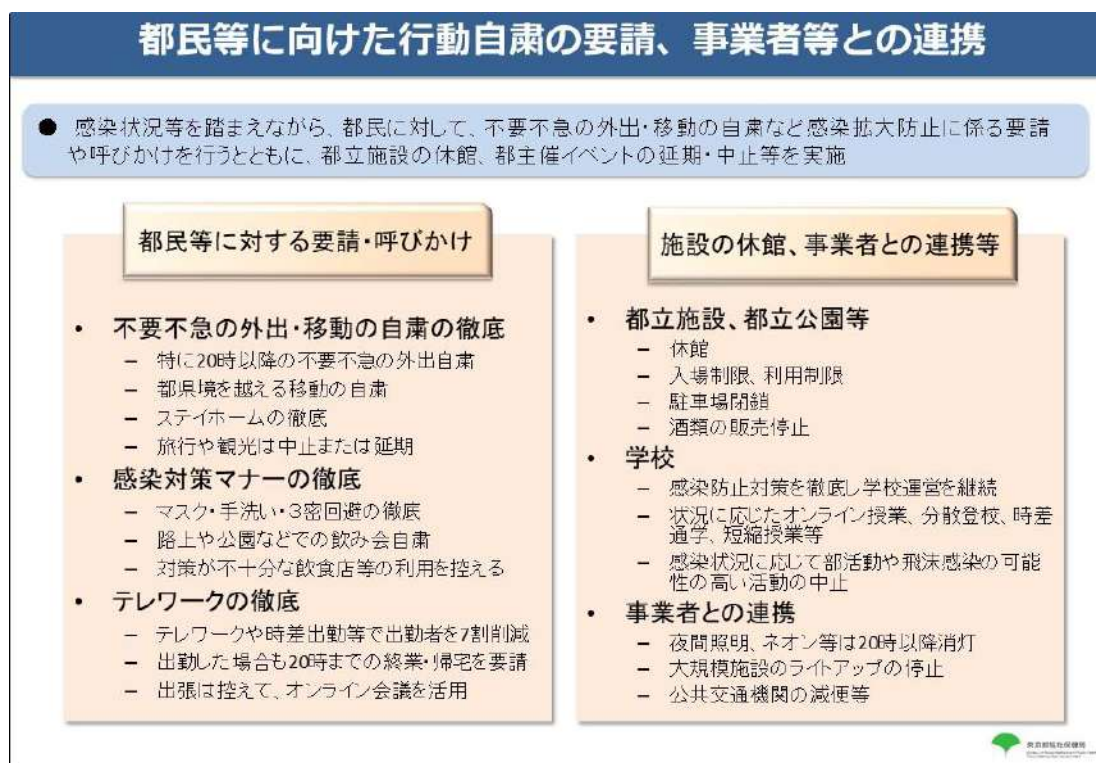 都民等に向けた行動自粛の要請、事業者等との連携
● 感染状況等を踏まえながら、都民に対して、不要不急の外出・移動の自粛など感染拡大防止に係る要請
や呼びかけを行うとともに、都立施設の休館、都主催イベントの延期・中止等を実施
都民等に対する要請・呼びかけ
• 不要不急の外出・移動の自粛の徹底
– 特に20時以降の不要不急の外出自粛
– 都県境を越える移動の自粛
– ステイホームの徹底
– 旅行や観光は中止または延期
• 感染対策マナーの徹底
– マスク・手洗い・3密回避の徹底
– 路上や公園などでの飲み会自粛
– 対策が不十分な飲食店等の利用を控える
• テレワークの徹底
– テレワークや時差出勤等で出勤者を7割削減
– 出勤した場合も20時までの終業・帰宅を要請
– 出張は控えて、オンライン会議を活用
施設の休館、事業者との連携等
• 都立施設、都立公園等
– 休館
– 入場制限、利用制限
– 駐車場閉鎖
– 酒類の販売停止
• 学校
– 感染防止対策を徹底し学校運営を継続
– 状況に応じたオンライン授業、分散登校、時差
通学、短縮授業等
– 感染状況に応じて部活動や飛沫感染の可能
性の高い活動の中止
• 事業者との連携
– 夜間照明、ネオン等は20時以降消灯
– 大規模施設のライトアップの停止
– 公共交通機関の減便等
東京都福祉保健局